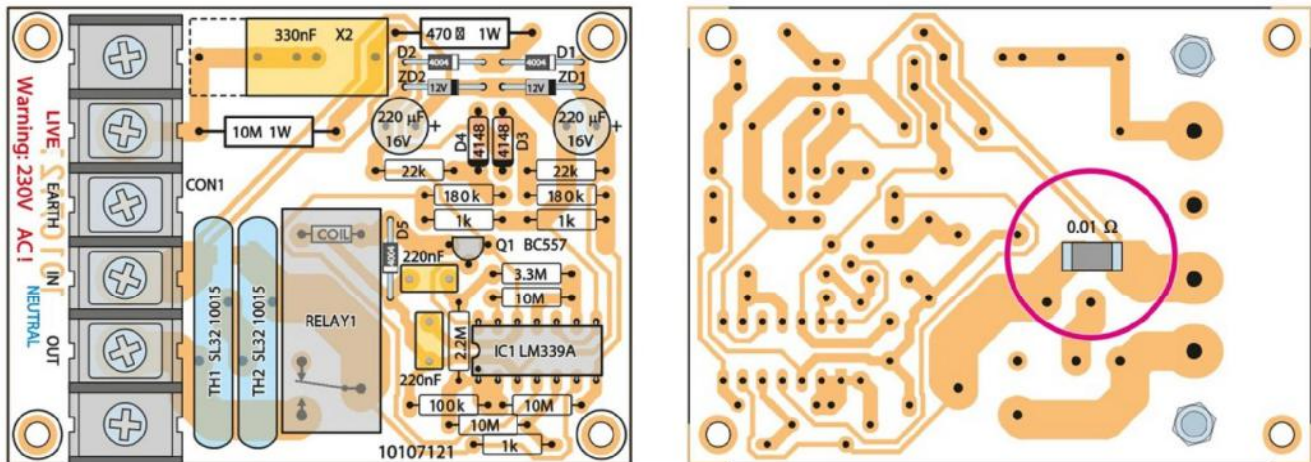 330nF X2
470 1W
D2
D1
4004
4004
ZD2
ZD1
12V
12V
10M 1W
220 µF
16V
+
D4
4148
4148
D3
220 µF
16V
+
22k
22k
180k
180k
1k
1k
CON1
LIVE
Warning: 230V AC!
EARTH
IN
NEUTRAL
OUT
COIL
D5
4004
Q1 BC557
220nF
3.3M
10M
TH1 SL32 10015
TH2 SL32 10015
RELAY1
2.2M
IC1 LM339A
220nF
100k
10M
10M
1k
10107121
0.01 Ω